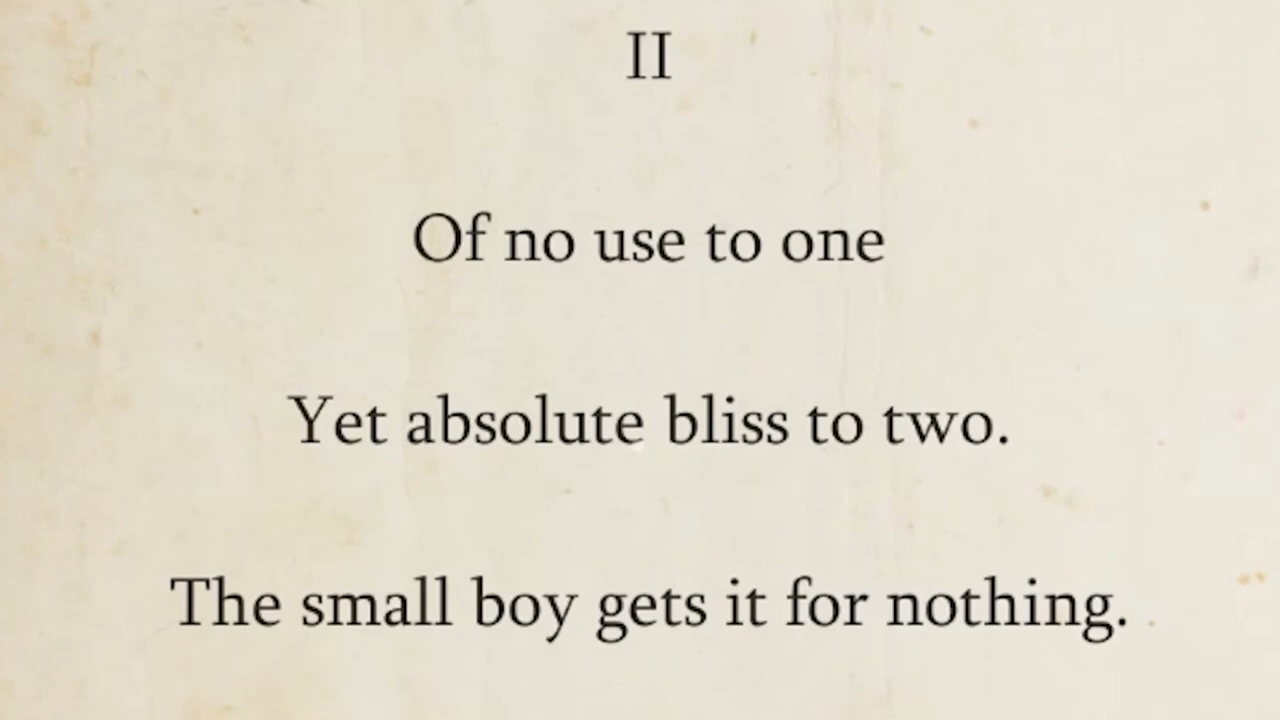 II
Of no use to one
Yet absolute bliss to two.
The small boy gets it for nothing.